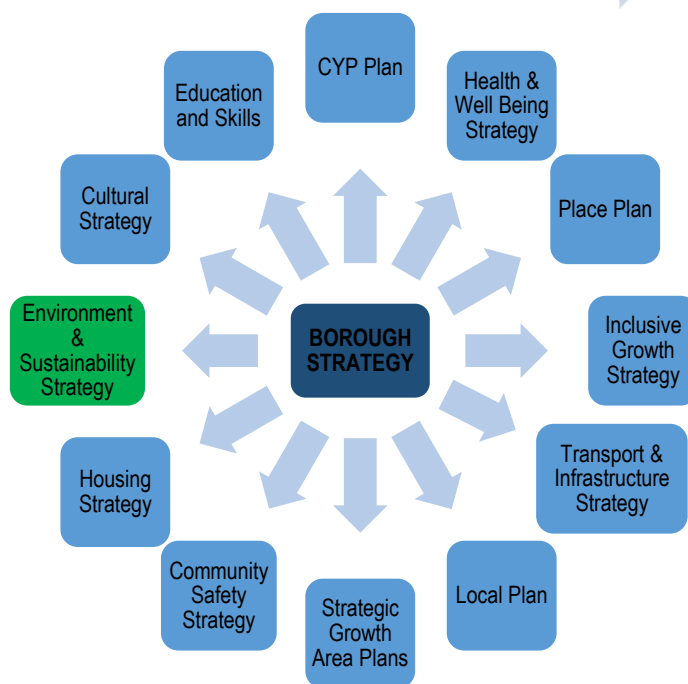 CYP Plan
Health &
Well Being
Strategy
Place Plan
Inclusive
Growth
Strategy
Transport &
Infrastructure
Strategy
Local Plan
Strategic
Growth
Area Plans
Community
Safety
Strategy
Housing
Strategy
Environment
&
Sustainability
Strategy
Cultural
Strategy
Education
and Skills
BOROUGH
STRATEGY